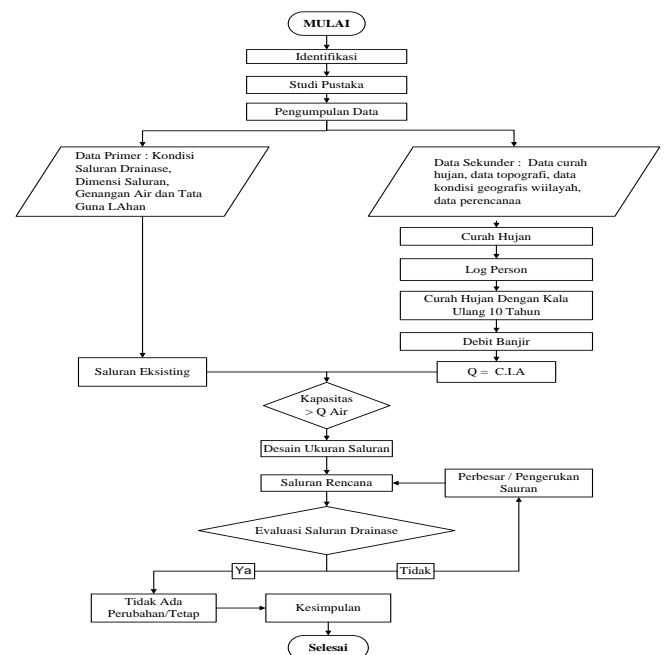 MULAI
Identifikasi
Studi Pustaka
Pengumpulan Data
Data Primer : Kondisi
Saluran Drainase,
Dimensi Saluran,
Genangan Air dan Tata
Guna LAhan
Data Sekunder : Data curah
hujan, data topografi, data
kondisi geografis wiilayah,
data perencanaa
Curah Hujan
Log Person
Curah Hujan Dengan Kala
Ulang 10 Tahun
Debit Banjir
Saluran Eksisting
Q = C.I.A
Kapasitas
> Q Air
Desain Ukuran Saluran
Saluran Rencana
Perbesar / Pengerukan
Sauran
Evaluasi Saluran Drainase
Ya
Tidak
Tidak Ada
Perubahan/Tetap
Kesimpulan
Selesai